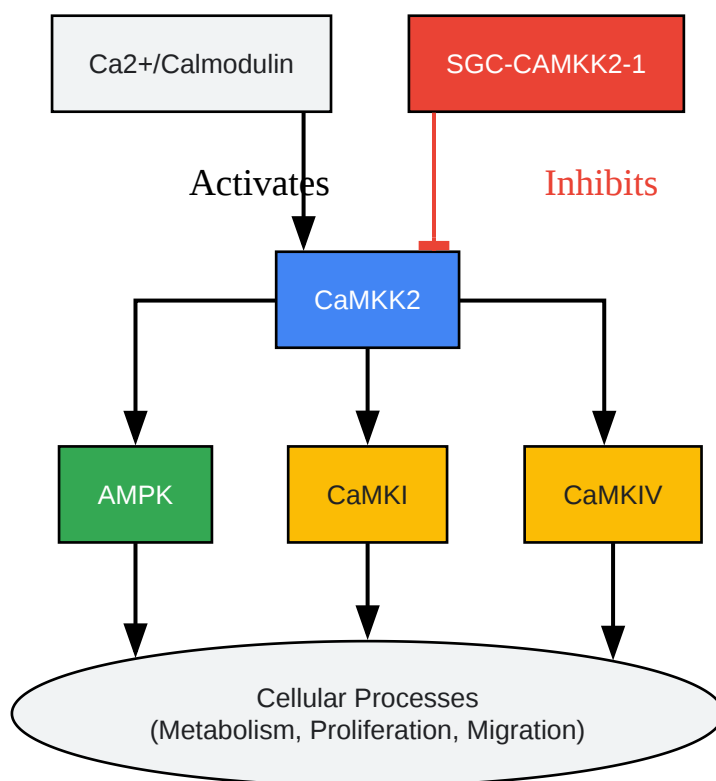 Ca2+/Calmodulin
SGC-CAMKK2-1
Activates
Inhibits
CaMKK2
AMPK
CaMKI
CaMKIV
Cellular Processes
(Metabolism, Proliferation, Migration)